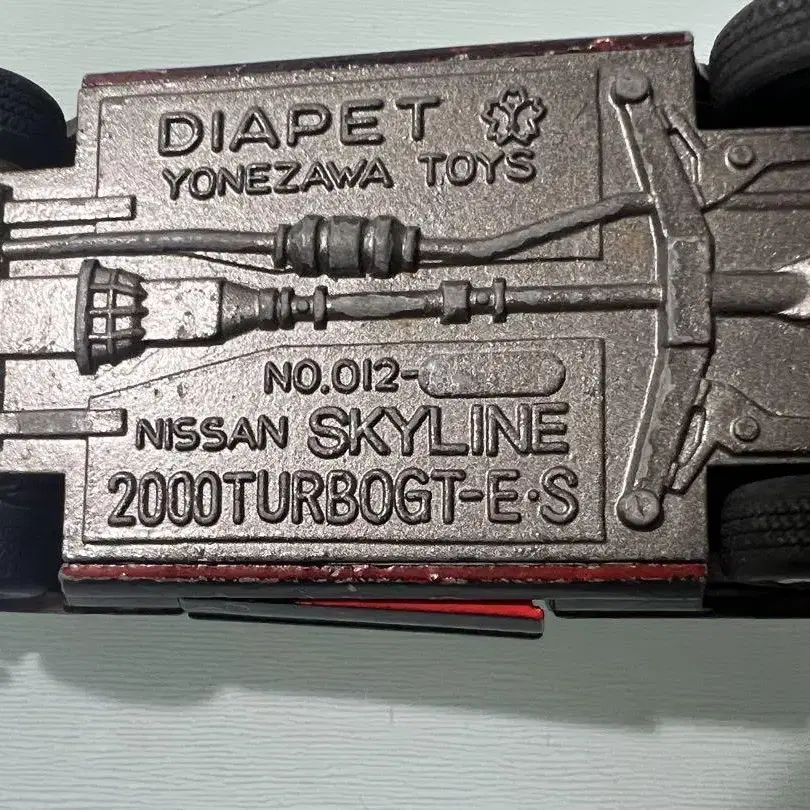 DIAPET
YONEZAWA TOYS
NO.012-
NISSAN SKYLINE
2000TURBOGT-E·S